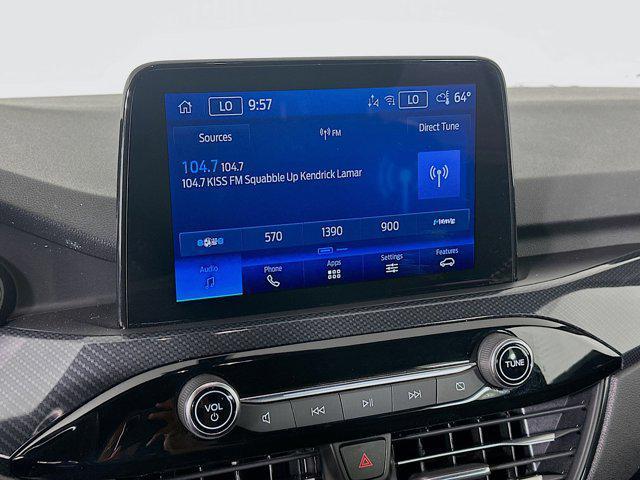 LO 9:57 LO 64°
Sources FM Direct Tune
104.7 104.7
104.7 KISS FM Squabble Up Kendrick Lamar
570 1390 900
Audio Phone Apps Settings Features
VOL TUNE